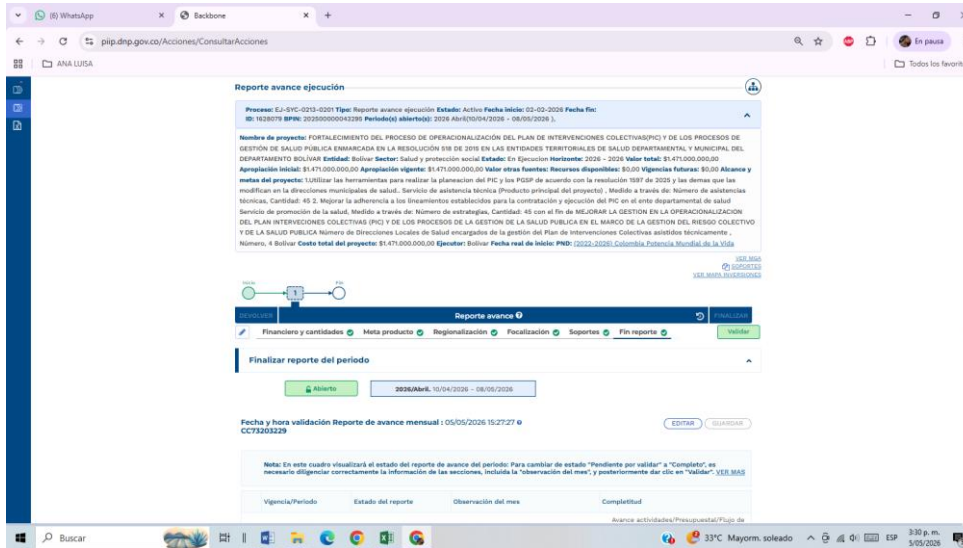 (6) WhatsApp
Backbone
piip.dnp.gov.co/Acciones/ConsultarAcciones
En pausa
ANA LUISA
Todos los favorit
Reporte avance ejecución
Proceso: EJ-SYC-0213-0201 Tipo: Reporte avance ejecución Estado: Activo Fecha inicio: 02-02-2026 Fecha fin:
ID: 1628079 BPIN: 202500000043295 Periodo(s) abierto(s): 2026 Abril(10/04/2026 - 08/05/2026 ),
Nombre de proyecto: FORTALECIMIENTO DEL PROCESO DE OPERACIONALIZACIÓN DEL PLAN DE INTERVENCIONES COLECTIVAS(PIC) Y DE LOS PROCESOS DE
GESTIÓN DE SALUD PÚBLICA ENMARCADA EN LA RESOLUCIÓN 518 DE 2015 EN LAS ENTIDADES TERRITORIALES DE SALUD DEPARTAMENTAL Y MUNICIPAL DEL
DEPARTAMENTO BOLÍVAR Entidad: Bolívar Sector: Salud y protección social Estado: En Ejecucion Horizonte: 2026 - 2026 Valor total: $1.471.000.000,00
Apropiación inicial: $1.471.000.000,00 Apropiación vigente: $1.471.000.000,00 Valor otras fuentes: Recursos disponibles: $0,00 Vigencias futuras: $0,00 Alcance y
metas del proyecto: 1.Utilizar las herramientas para realizar la planeacion del PIC y los PGSP de acuerdo con la resolución 1597 de 2025 y las demas que las
modifican en la direcciones municipales de salud.. Servicio de asistencia técnica (Producto principal del proyecto) , Medido a través de: Número de asistencias
técnicas, Cantidad: 45 2. Mejorar la adherencia a los lineamientos establecidos para la contratación y ejecución del PIC en el ente departamental de salud
Servicio de promoción de la salud, Medido a través de: Número de estrategias, Cantidad: 45 con el fin de MEJORAR LA GESTION EN LA OPERACIONALIZACION
DEL PLAN INTERVECIONES COLECTIVAS (PIC) Y DE LOS PROCESOS DE LA GESTIÓN DE LA SALUD PUBLICA EN EL MARCO DE LA GESTION DEL RIESGO COLECTIVO
Y DE LA SALUD PUBLICA Número de Direcciones Locales de Salud encargados de la gestión del Plan de Intervenciones Colectivas asistidos técnicamente ,
Número, 4 Bolívar Costo total del proyecto: $1.471.000.000,00 Ejecutor: Bolívar Fecha real de inicio: PND: (2022-2026) Colombia Potencia Mundial de la Vida
VER MGA
SOPORTES
VER MAPA INVERSIONES
Inicio
Fin
1
DEVOLVER
Reporte avance
FINALIZAR
Financiero y cantidades
Meta producto
Regionalización
Focalización
Soportes
Fin reporte
Validar
Finalizar reporte del periodo
Abierto
2026/Abril. 10/04/2026 - 08/05/2026
Fecha y hora validación Reporte de avance mensual : 05/05/2026 15:27:27
CC73203229
EDITAR
GUARDAR
Nota: En este cuadro visualizará el estado del reporte de avance del periodo: Para cambiar de estado "Pendiente por validar" a "Completo", es
necesario diligenciar correctamente la información de las secciones, incluida la "observación del mes", y posteriormente dar clic en "Validar". VER MAS
Vigencia/Periodo
Estado del reporte
Observación del mes
Completitud
Avance actividades/Presupuestal/Flujo de
Buscar
33°C Mayorm. soleado
ESP
3:30 p. m.
5/05/2026